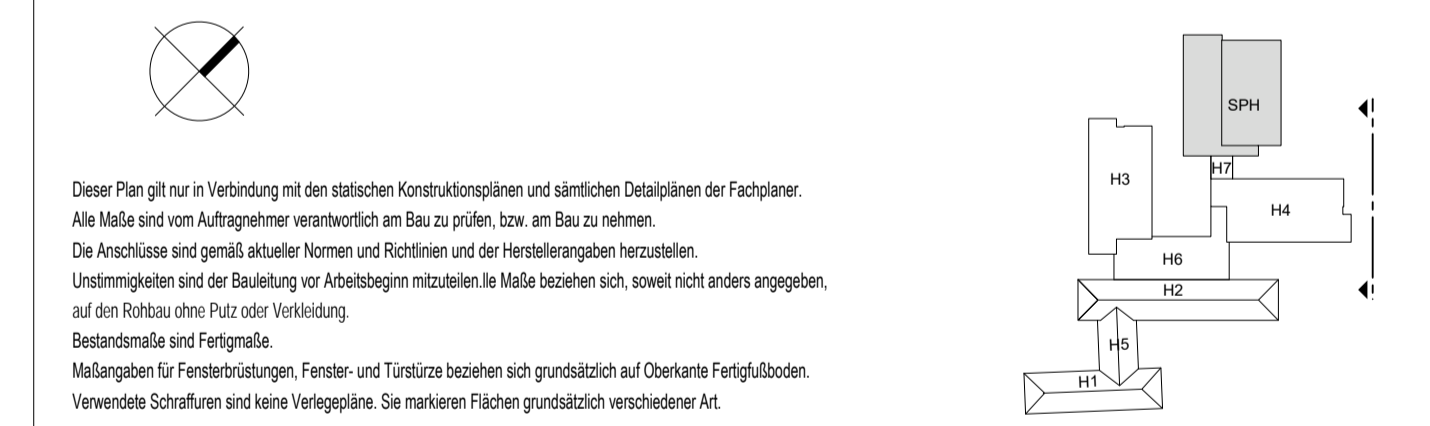 Dieser Plan gilt nur in Verbindung mit den statischen Konstruktionsplänen und sämtlichen Detailplänen der Fachplaner.
Alle Maße sind vom Auftragnehmer verantwortlich am Bau zu prüfen, bzw. am Bau zu nehmen.
Die Anschlüsse sind gemäß aktueller Normen und Richtlinien und der Herstellerangaben herzustellen.
Unstimmigkeiten sind der Bauleitung vor Arbeitsbeginn mitzuteilen.lle Maße beziehen sich, soweit nicht anders angegeben,
auf den Rohbau ohne Putz oder Verkleidung.
Bestandsmaße sind Fertigmaße.
Maßangaben für Fensterbrüstungen, Fenster- und Türstürze beziehen sich grundsätzlich auf Oberkante Fertigfußboden.
Verwendete Schraffuren sind keine Verlegepläne. Sie markieren Flächen grundsätzlich verschiedener Art.
SPH
H7
H3
H4
H6
H2
H5
H1